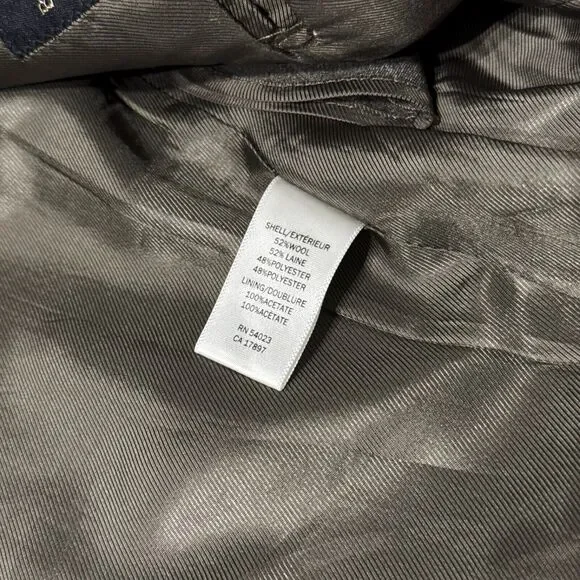 SHELL/EXTÉRIEUR
52%WOOL
52% LAINE
48%POLYESTER
48%POLYESTER
LINING/DOUBLURE
100%ACETATE
100%ACÉTATE
RN 54023
CA 17897